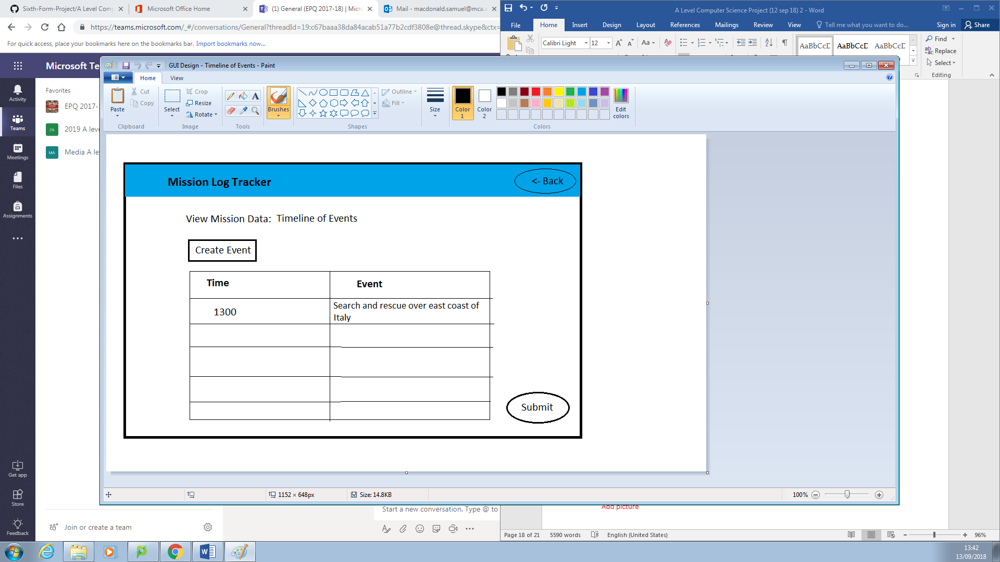 Sixth-Form-Project/A Level Comp
Microsoft Office Home
(1) General (EPQ 2017-18) | Micro
Mail - macdonald.samuel@mca.a
https://teams.microsoft.com/_#/conversations/General?threadId=19:c67baaa38da84acab51a77b2cdf3808e@thread.skype&ctx=
For quick access, place your bookmarks here on the bookmarks bar. Import bookmarks now...
A Level Computer Science Project (12 sep 18) 2 - Word
File Home Insert Design Layout References Mailings Review View Tell me what you want to do... Sign in Share
Calibri Light 12 Aa
AaBbCcE AaBbCcE AaBbCcE
Find
Replace
Select
Editing
Microsoft Te
Activity
Teams
Meetings
Files
Assignments
Get app
Store
Feedback
Favorites
EPQ 2017-
2A 2019 A leve
MA Media A le
Join or create a team
GUI Design - Timeline of Events - Paint
Home View
Paste
Cut
Copy
Clipboard
Select
Crop
Resize
Rotate
Image
A
Tools
Brushes
Shapes
Outline
Fill
Size
Color 1
Color 2
Edit colors
Colors
Mission Log Tracker
<- Back
View Mission Data: Timeline of Events
Create Event
Time Event
1300 Search and rescue over east coast of
Italy
Submit
1152 × 648px
Size: 14.8KB
100%
Start a new conversation. Type @ to
Add picture
Page 18 of 21 5590 words English (United States) 96%
13:42
13/09/2018